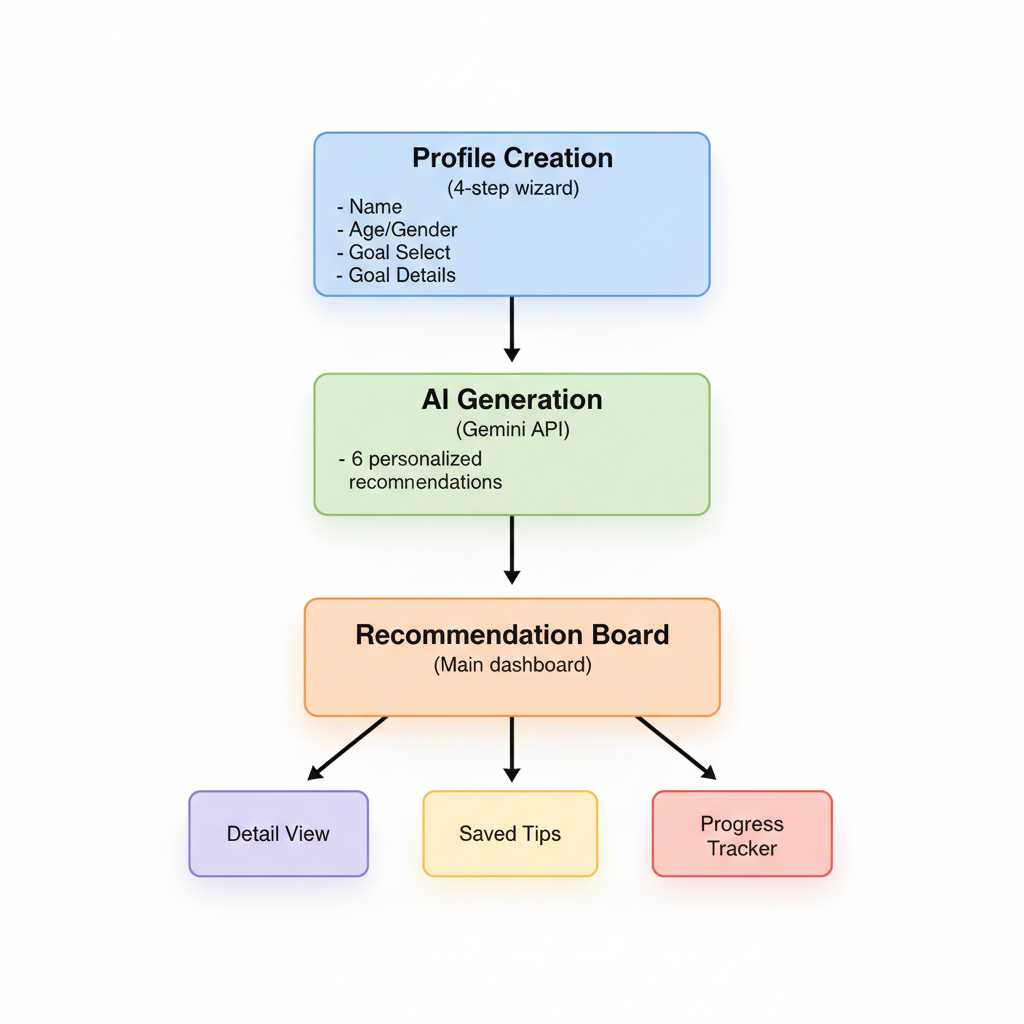 Profile Creation
(4-step wizard)
- Name
- Age/Gender
- Goal Select
- Goal Details
AI Generation
(Gemini API)
- 6 personalized
recomnendations
Recommendation Board
(Main dashboard)
Detail View
Saved Tips
Progress
Tracker